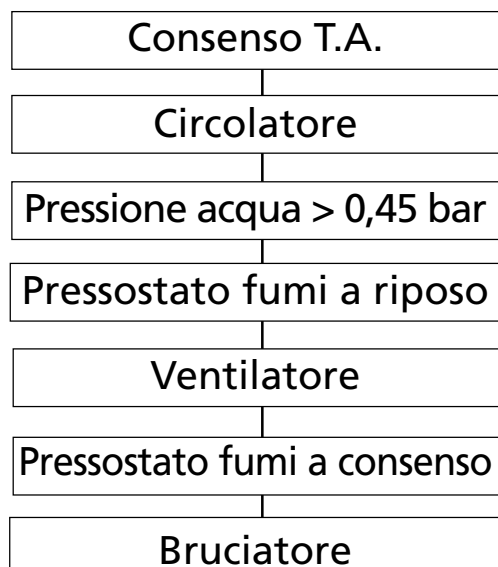 Consenso T.A.
Circolatore
Pressione acqua > 0,45 bar
Pressostato fumi a riposo
Ventilatore
Pressostato fumi a consenso
Bruciatore